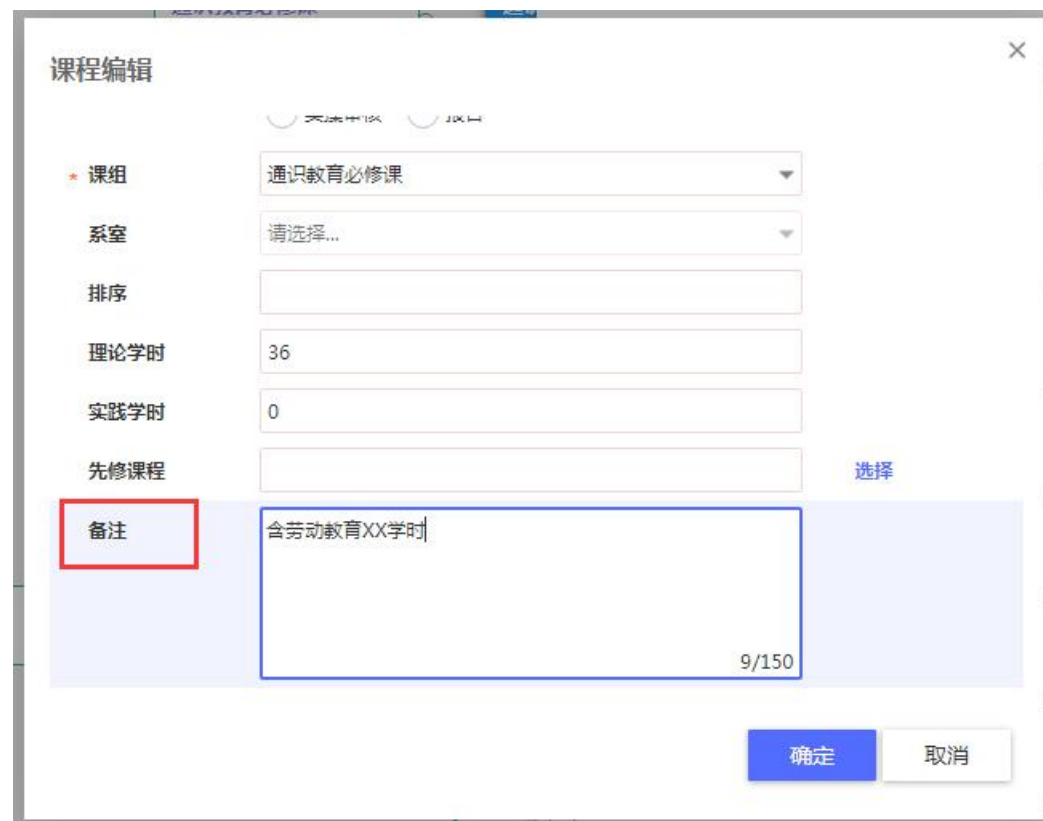 课程编辑
×
* 课组 通识教育必修课
系室 请选择...
排序
理论学时 36
实践学时 0
先修课程 选择
备注 含劳动教育XX学时
9/150
确定 取消